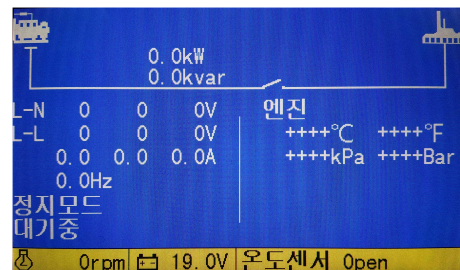 0.0kW
0.0kvar
L-N 0 0 0V
L-L 0 0 0V
0.0 0.0 0.0A
0.0Hz
정지모드
대기중
엔진
++++℃ ++++℉
++++kPa ++++Bar
0rpm 19.0V 온도센서 Open